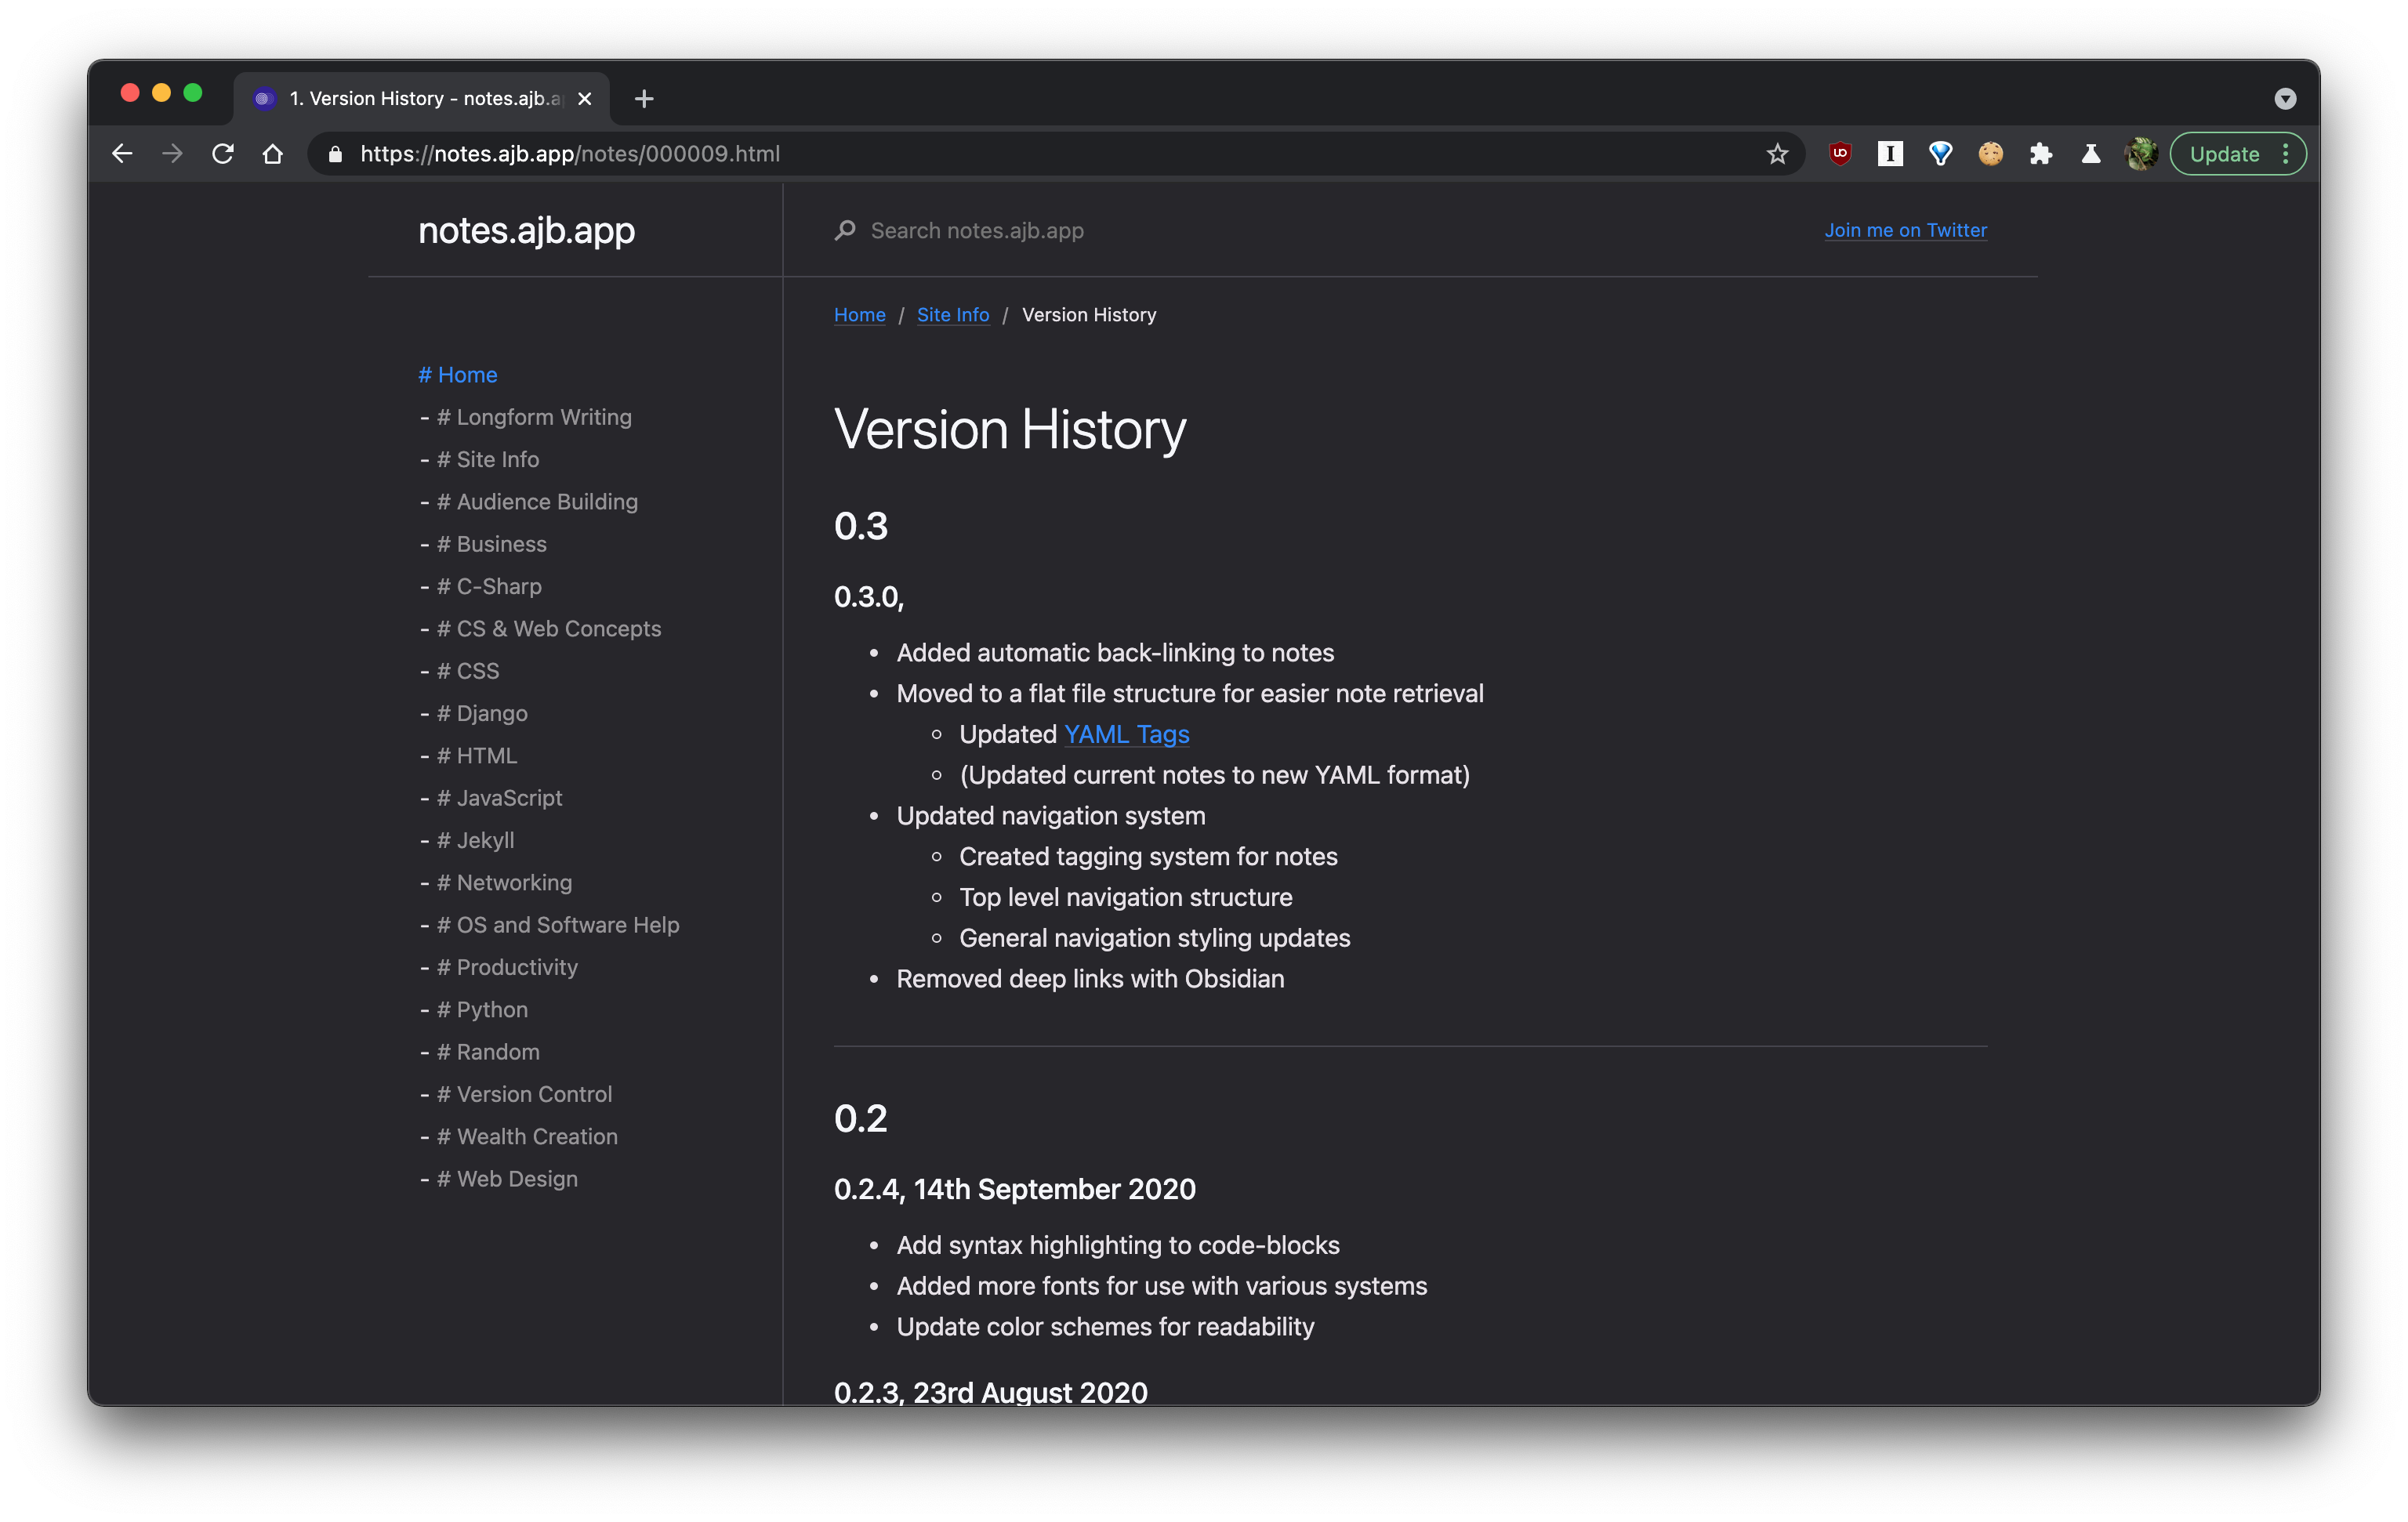 1. Version History - notes.ajb.a
https://notes.ajb.app/notes/000009.html
Update
notes.ajb.app
Search notes.ajb.app
Join me on Twitter
# Home
- # Longform Writing
- # Site Info
- # Audience Building
- # Business
- # C-Sharp
- # CS & Web Concepts
- # CSS
- # Django
- # HTML
- # JavaScript
- # Jekyll
- # Networking
- # OS and Software Help
- # Productivity
- # Python
- # Random
- # Version Control
- # Wealth Creation
- # Web Design
Home / Site Info / Version History
Version History
0.3
0.3.0,
• Added automatic back-linking to notes
• Moved to a flat file structure for easier note retrieval
◦ Updated YAML Tags
◦ (Updated current notes to new YAML format)
• Updated navigation system
◦ Created tagging system for notes
◦ Top level navigation structure
◦ General navigation styling updates
• Removed deep links with Obsidian
0.2
0.2.4, 14th September 2020
• Add syntax highlighting to code-blocks
• Added more fonts for use with various systems
• Update color schemes for readability
0.2.3, 23rd August 2020